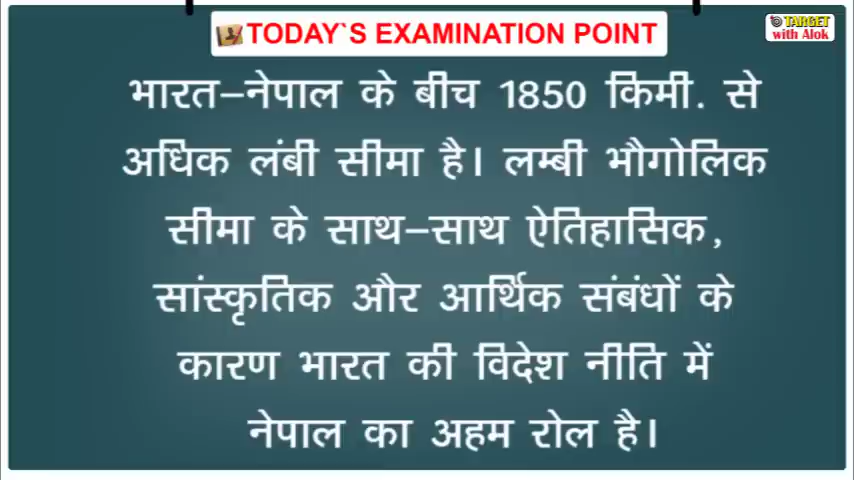 TODAY`S EXAMINATION POINT
TARGET
with Alok
भारत–नेपाल के बीच 1850 किमी. से
अधिक लंबी सीमा है। लम्बी भौगोलिक
सीमा के साथ–साथ ऐतिहासिक,
सांस्कृतिक और आर्थिक संबंधों के
कारण भारत की विदेश नीति में
नेपाल का अहम रोल है।